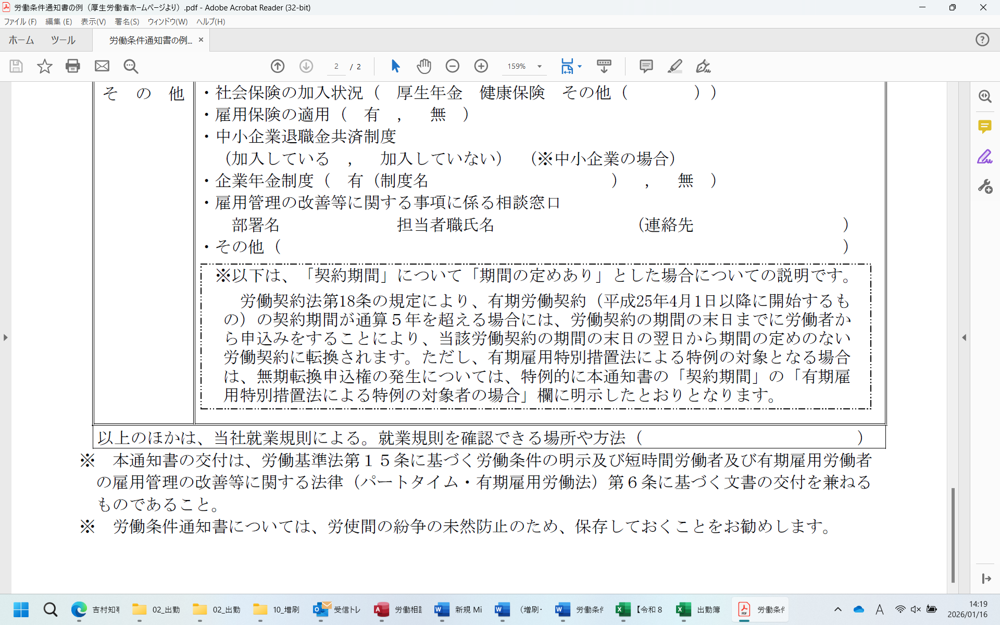 労働条件通知書の例（厚生労働省ホームページより）.pdf - Adobe Acrobat Reader (32-bit)
ファイル(F) 編集(E) 表示(V) 署名(S) ウィンドウ(W) ヘルプ(H)
ホーム ツール 労働条件通知書の例...
2 / 2 159%
そ の 他
・社会保険の加入状況（ 厚生年金 健康保険 その他（ ））
・雇用保険の適用（ 有 ， 無 ）
・中小企業退職金共済制度
（加入している ， 加入していない） （※中小企業の場合）
・企業年金制度（ 有（制度名 ） ， 無 ）
・雇用管理の改善等に関する事項に係る相談窓口
部署名 担当者職氏名 （連絡先 ）
・その他（ ）
※以下は、「契約期間」について「期間の定めあり」とした場合についての説明です。
労働契約法第18条の規定により、有期労働契約（平成25年4月1日以降に開始するも
の）の契約期間が通算５年を超える場合には、労働契約の期間の末日までに労働者か
ら申込みをすることにより、当該労働契約の期間の末日の翌日から期間の定めのない
労働契約に転換されます。ただし、有期雇用特別措置法による特例の対象となる場合
は、無期転換申込権の発生については、特例的に本通知書の「契約期間」の「有期雇
用特別措置法による特例の対象者の場合」欄に明示したとおりとなります。
以上のほかは、当社就業規則による。就業規則を確認できる場所や方法（ ）
※ 本通知書の交付は、労働基準法第１５条に基づく労働条件の明示及び短時間労働者及び有期雇用労働者
の雇用管理の改善等に関する法律（パートタイム・有期雇用労働法）第６条に基づく文書の交付を兼ねる
ものであること。
※ 労働条件通知書については、労使間の紛争の未然防止のため、保存しておくことをお勧めします。
吉村知事 02_出勤 02_出勤 10_増刷 受信トレ 労働相談 新規 Mi （増刷・ 労働条件 【令和８ 出勤簿 労働条件
A 14:19
2026/01/16